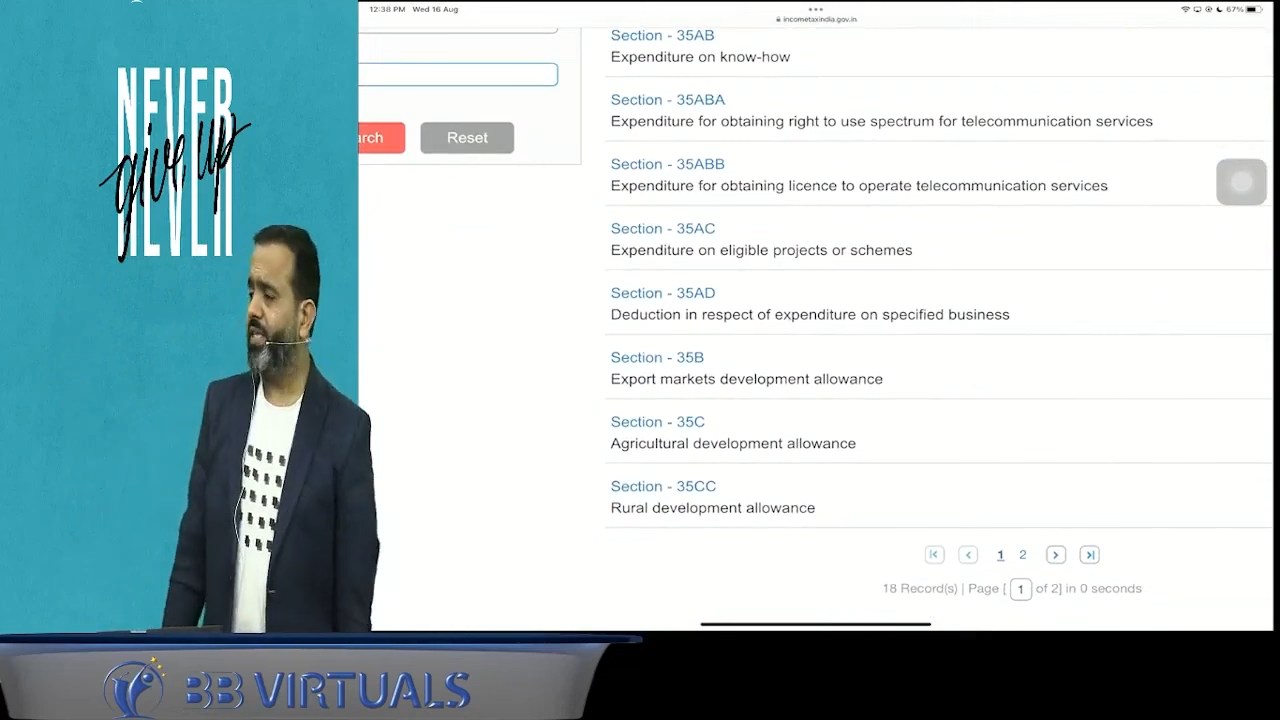 12:38 PM Wed 16 Aug
incometaxindia.gov.in
67%
NEVER
give up
NEVER
Section - 35AB
Expenditure on know-how
Section - 35ABA
Expenditure for obtaining right to use spectrum for telecommunication services
arch
Reset
Section - 35ABB
Expenditure for obtaining licence to operate telecommunication services
Section - 35AC
Expenditure on eligible projects or schemes
Section - 35AD
Deduction in respect of expenditure on specified business
Section - 35B
Export markets development allowance
Section - 35C
Agricultural development allowance
Section - 35CC
Rural development allowance
1 2
18 Record(s) | Page [ 1 of 2] in 0 seconds
BB VIRTUALS